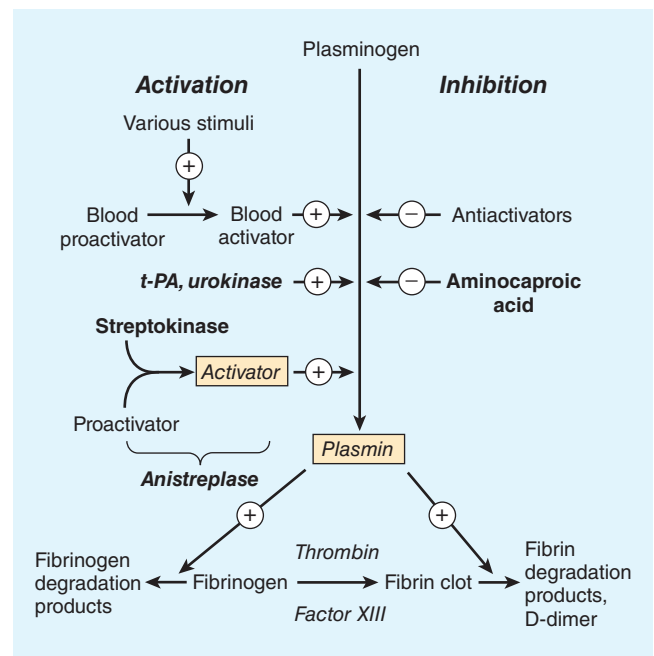 Plasminogen
Activation
Inhibition
Various stimuli
+
Blood
proactivator
Blood
activator
+
−
Antiactivators
t-PA, urokinase
+
−
Aminocaproic
acid
Streptokinase
Activator
+
Proactivator
Anistreplase
Plasmin
+
+
Fibrinogen
degradation
products
Fibrinogen
Thrombin
Factor XIII
Fibrin clot
Fibrin
degradation
products,
D-dimer